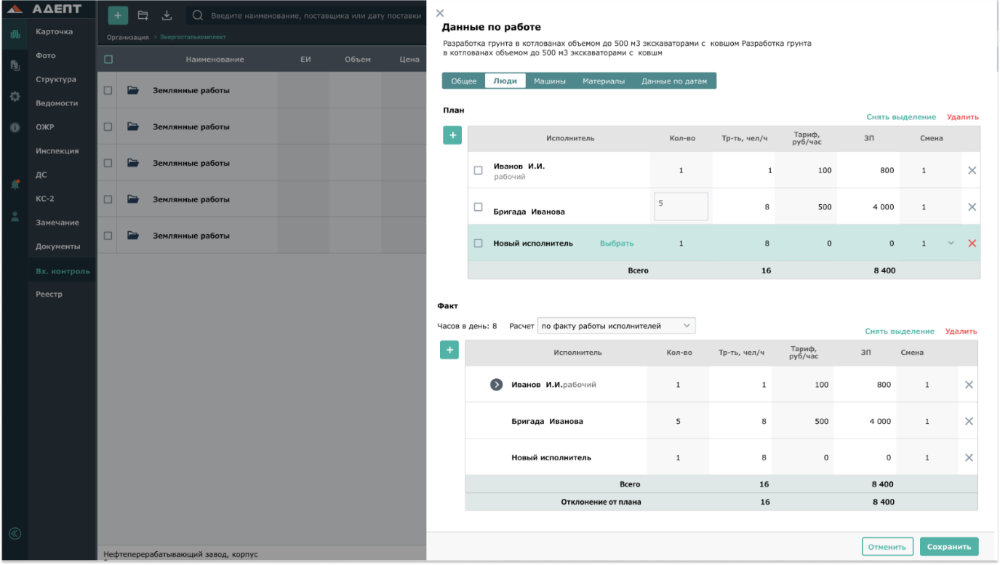 АДЕПТ
Карточка
Фото
Структура
Ведомости
ОЖР
Инспекция
ДС
КС-2
Замечание
Документы
Вх. контроль
Реестр
Введите наименование, поставщика или дату поставки
Организация > Энергостальkомплект
Наименование ЕИ Объем Цена
Землянные работы
Землянные работы
Землянные работы
Землянные работы
Землянные работы
Нефтеперерабатывающий завод, корпус
Данные по работе
Разработка грунта в котлованах объемом до 500 м3 экскаваторами с ковшом Разработка грунта
в котлованах объемом до 500 м3 экскаваторами с ковшм
Общее Люди Машины Материалы Данные по датам
План
Снять выделение Удалить
+
Исполнитель Кол-во Тр-ть, чел/ч Тариф, руб/час ЗП Смена
Иванов И.И.
рабочий
1 1 100 800 1
Бригада Иванова 5 8 500 4 000 1
Новый исполнитель Выбрать 1 8 0 0 1
Всего 16 8 400
Факт
Часов в день: 8 Расчет по факту работы исполнителей
Снять выделение Удалить
+
Исполнитель Кол-во Тр-ть, чел/ч Тариф, руб/час ЗП Смена
Иванов И.И.рабочий 1 1 100 800 1
Бригада Иванова 5 8 500 4 000 1
Новый исполнитель 1 8 0 0 1
Всего 16 8 400
Отклонение от плана 16 8 400
Отменить Сохранить